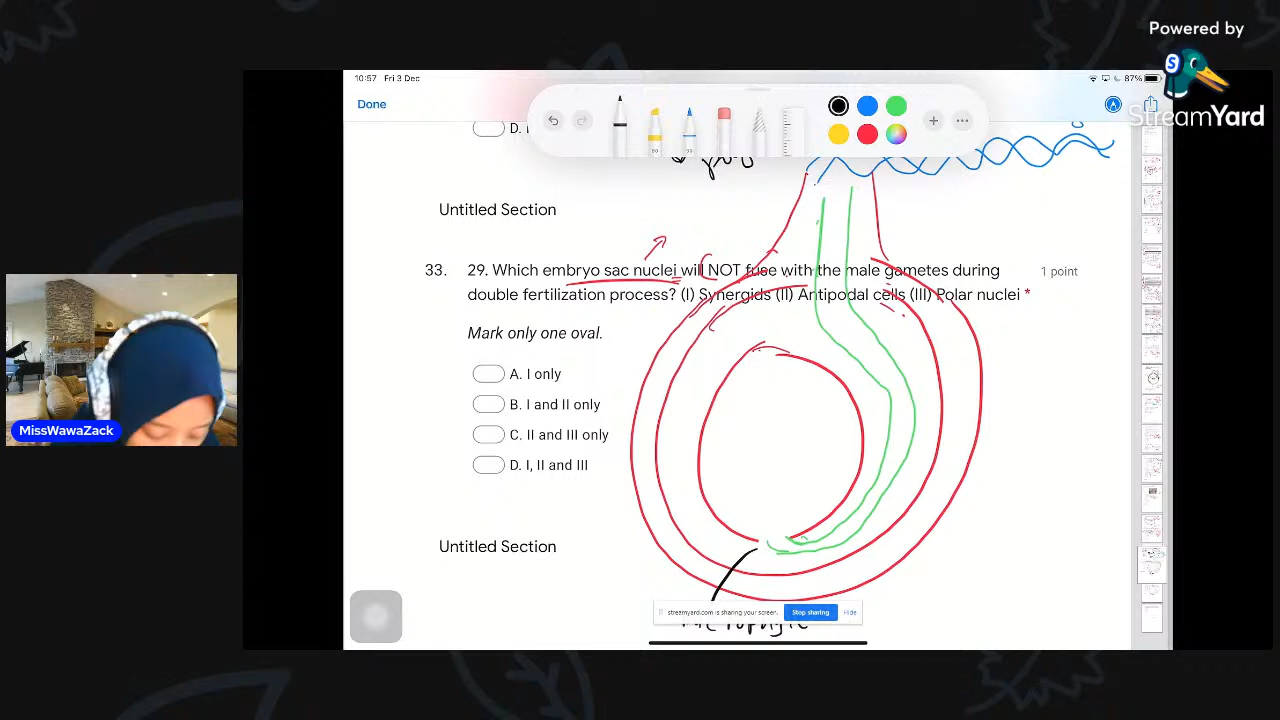 Powered by
StreamYard
10:57 Fri 3 Dec
87%
Done
D.
Untitled Section
33. 29. Which embryo sac nuclei will NOT fuse with the male gametes during
double fertilization process? (I) Synergids (II) Antipodal cells (III) Polar nuclei *
1 point
Mark only one oval.
A. I only
B. I and II only
C. II and III only
D. I, II and III
Untitled Section
MissWawaZack
streamyard.com is sharing your screen.
Stop sharing
Hide